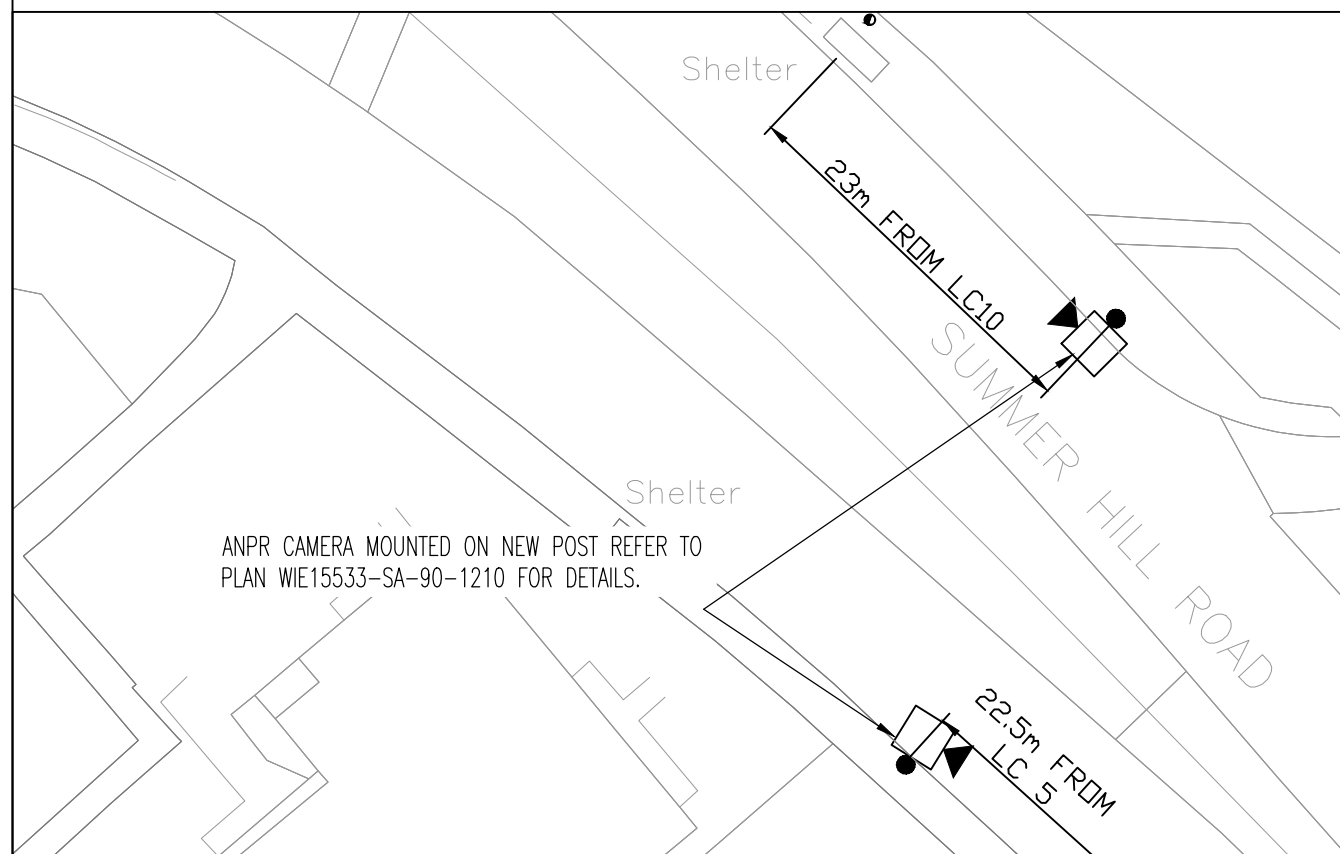 Shelter
23m FROM LC10
SUMMER HILL ROAD
Shelter
ANPR CAMERA MOUNTED ON NEW POST REFER TO
PLAN WIE15533-SA-90-1210 FOR DETAILS.
22.5m FROM
LC 5